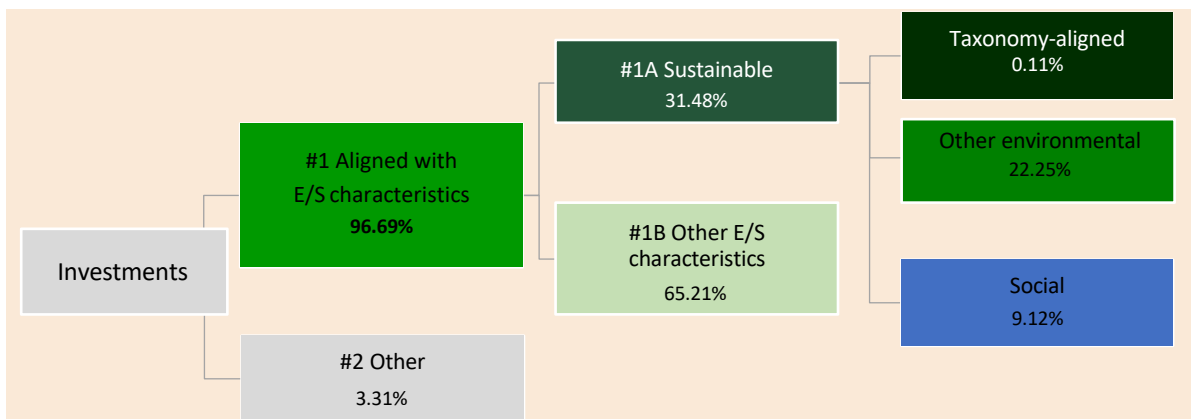 Investments
#1 Aligned with
E/S characteristics
96.69%
#2 Other
3.31%
#1A Sustainable
31.48%
#1B Other E/S
characteristics
65.21%
Taxonomy-aligned
0.11%
Other environmental
22.25%
Social
9.12%